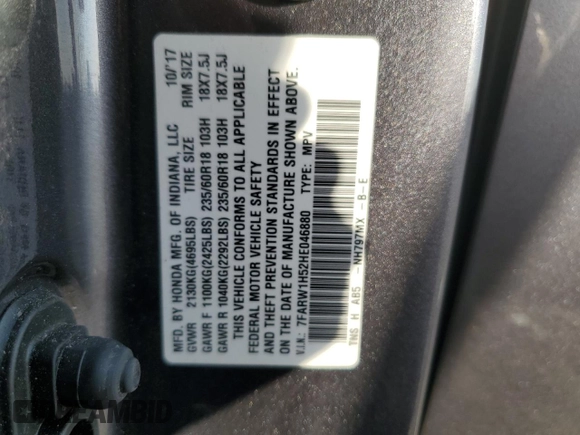 MFD. BY HONDA MFG. OF INDIANA, LLC 10/'17
GVWR 2130KG(4695LBS) TIRE SIZE RIM SIZE
GAWR F 1100KG(2425LBS) 235/60R18 103H 18X7.5J
GAWR R 1040KG(2292LBS) 235/60R18 103H 18X7.5J
THIS VEHICLE CONFORMS TO ALL APPLICABLE
FEDERAL MOTOR VEHICLE SAFETY
AND THEFT PREVENTION STANDARDS IN EFFECT
ON THE DATE OF MANUFACTURE SHOWN ABOVE.
V.I.N.: 7FARW1H52HE046880 TYPE: MPV
TWS H AB5 -NH797MX -B-E